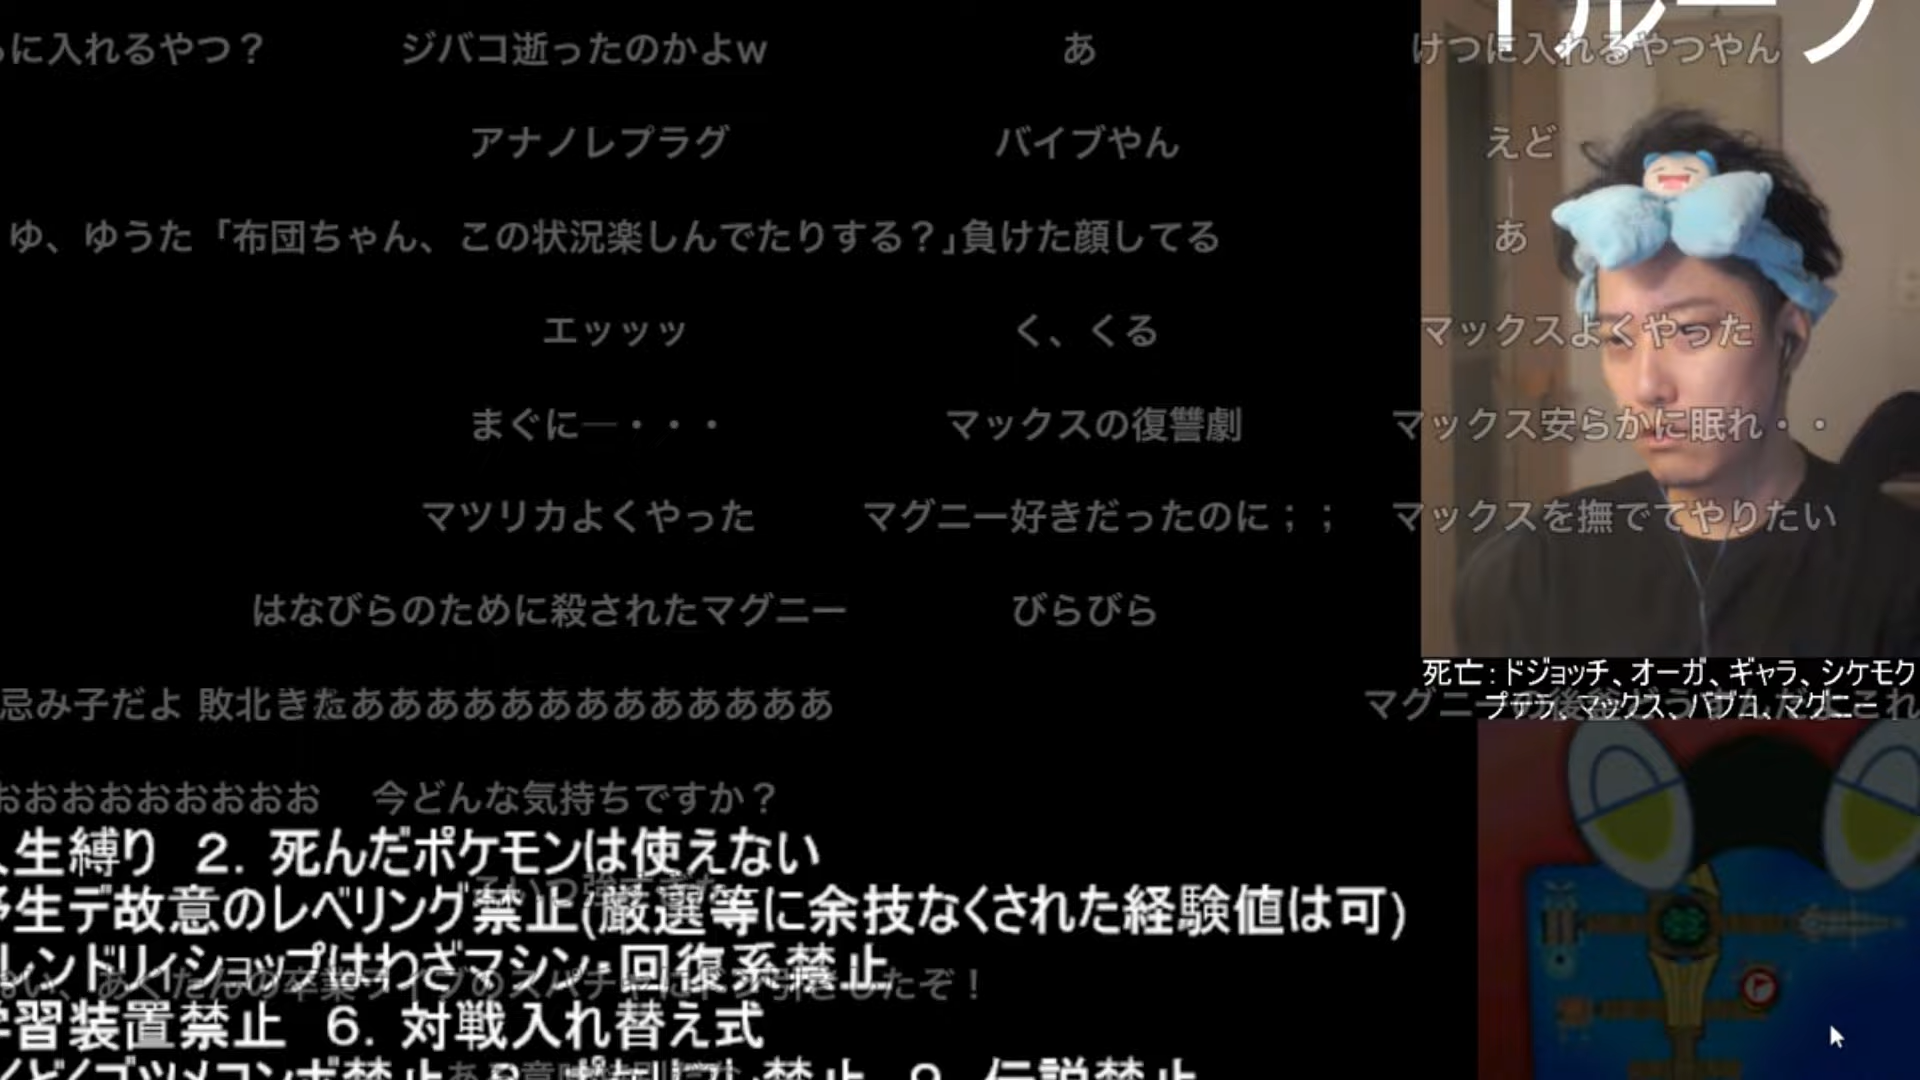 に入れるやつ？ ジバコ逝ったのかよw あ けつに入れるやつやん
アナノレプラグ バイブやん えど
ゆ、ゆうた「布団ちゃん、この状況楽しんでたりする？」負けた顔してる あ
エッッッ く、くる マックスよくやった
まぐに─・・・ マックスの復讐劇 マックス安らかに眠れ・・
マツリカよくやった マグニー好きだったのに；； マックスを撫でてやりたい
はなびらのために殺されたマグニー びらびら
死亡：ドジョッチ、オーガ、ギャラ、シケモク
プテラ、マックス、バブコ、マグニー
忌み子だよ 敗北きたあああああああああああああ
おおおおおおおおお 今どんな気持ちですか？
人生縛り 2. 死んだポケモンは使えない
野生デ故意のレベリング禁止(厳選等に余技なくされた経験値は可)
レンドリィショップはわざマシン・回復系禁止
学習装置禁止 6. 対戦入れ替え式
伝説禁止